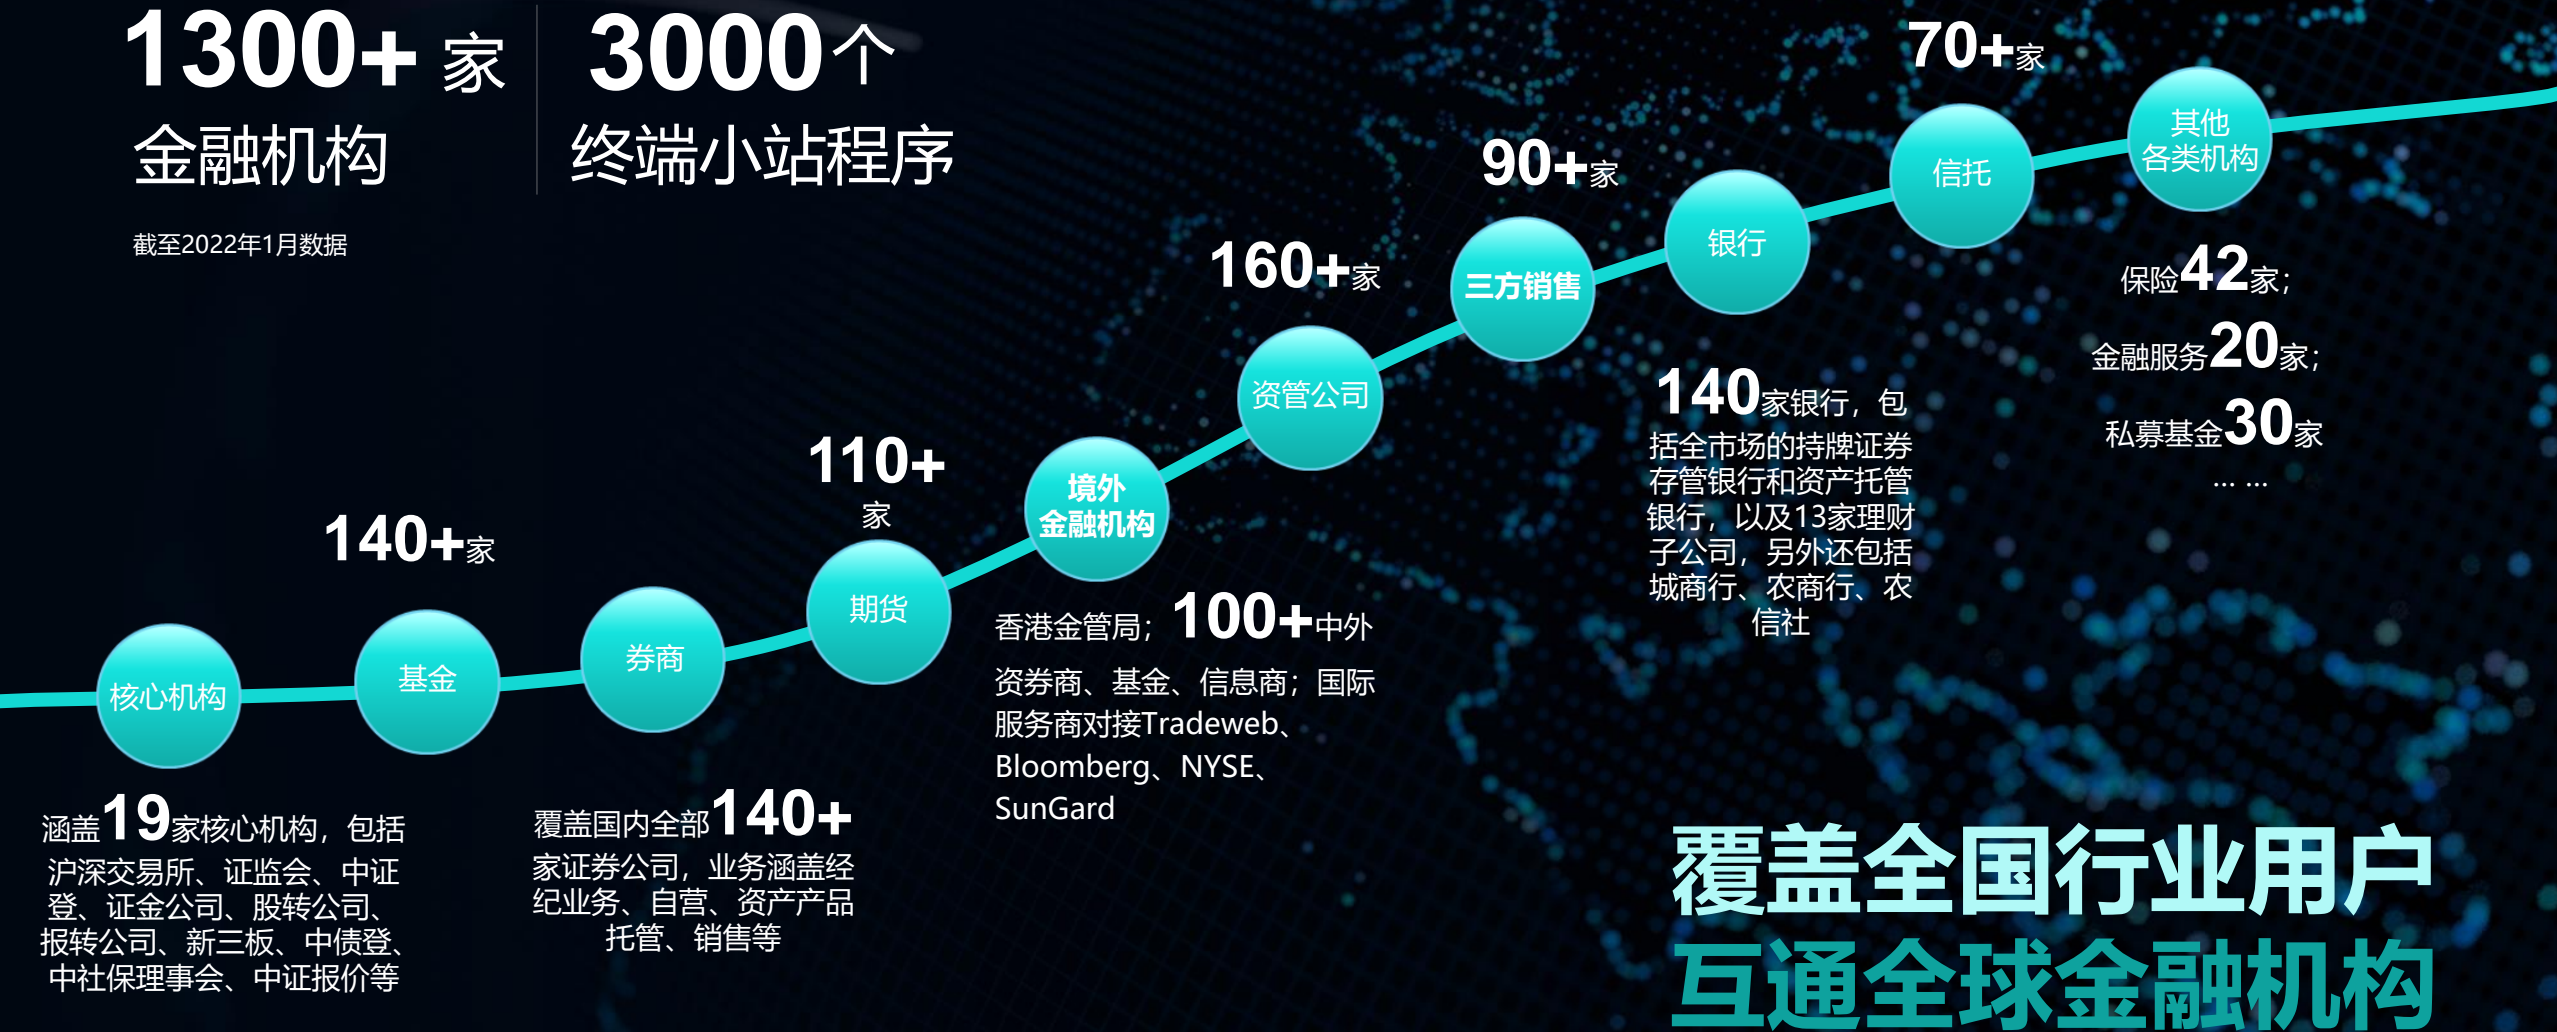 1300+ 家
金融机构
3000个
终端小站程序
截至2022年1月数据
核心机构
涵盖19家核心机构，包括
沪深交易所、证监会、中证
登、证金公司、股转公司、
报转公司、新三板、中债登、
中社保理事会、中证报价等
140+家
基金
券商
覆盖国内全部140+
家证券公司，业务涵盖经
纪业务、自营、资产产品
托管、销售等
110+
家
期货
境外
金融机构
香港金管局；100+中外
资券商、基金、信息商；国际
服务商对接Tradeweb、
Bloomberg、NYSE、
SunGard
160+家
资管公司
90+家
三方销售
银行
140家银行，包
括全市场的持牌证券
存管银行和资产托管
银行，以及13家理财
子公司，另外还包括
城商行、农商行、农
信社
70+家
信托
其他
各类机构
保险42家；
金融服务20家；
私募基金30家
... ...
覆盖全国行业用户
互通全球金融机构